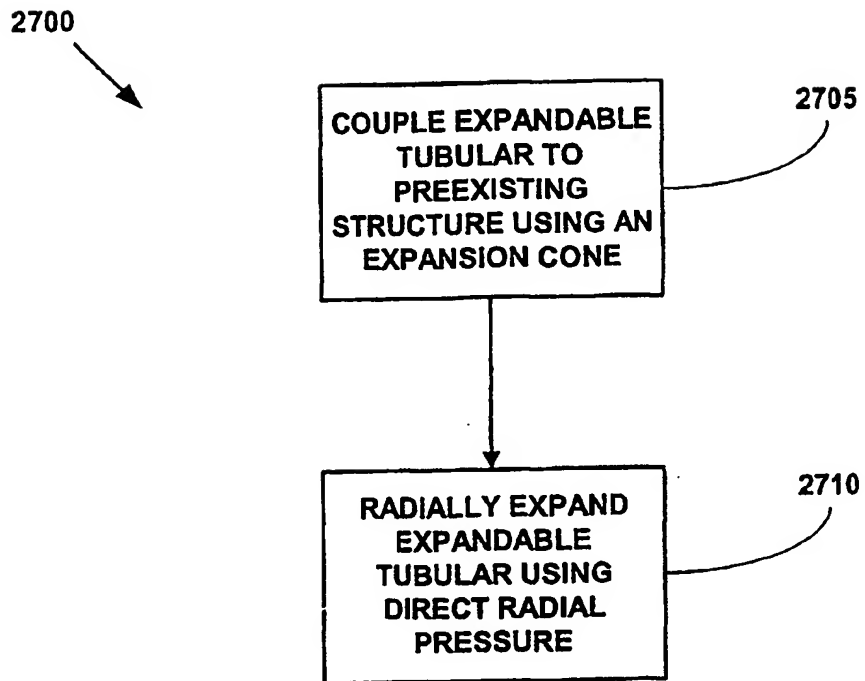 2700
2705
COUPLE EXPANDABLE
TUBULAR TO
PREEXISTING
STRUCTURE USING AN
EXPANSION CONE
2710
RADIALLY EXPAND
EXPANDABLE
TUBULAR USING
DIRECT RADIAL
PRESSURE